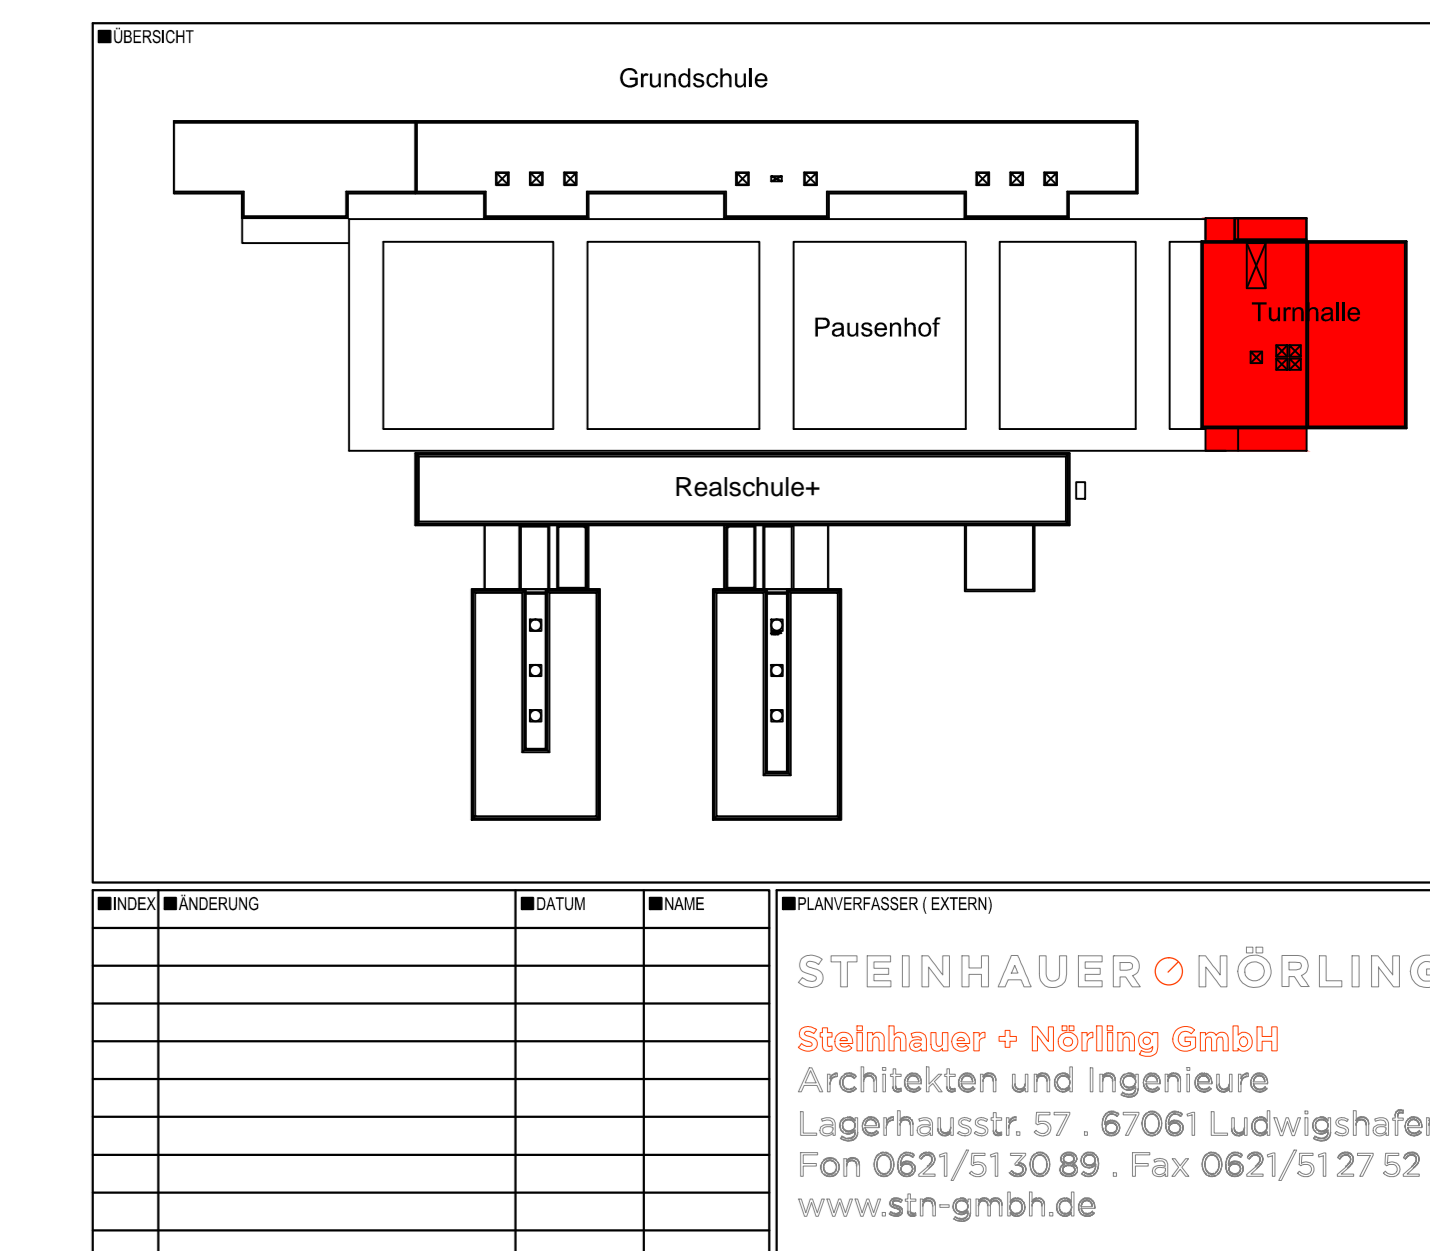 ÜBERSICHT
Grundschule
Pausenhof
Turnhalle
Realschule+
INDEX ÄNDERUNG DATUM NAME PLANVERFASSER ( EXTERN)
STEINHAUER NÖRLING
Steinhauer + Nörling GmbH
Architekten und Ingenieure
Lagerhausstr. 57 . 67061 Ludwigshafen
Fon 0621/51 30 89 . Fax 0621/51 27 52
www.stn-gmbh.de